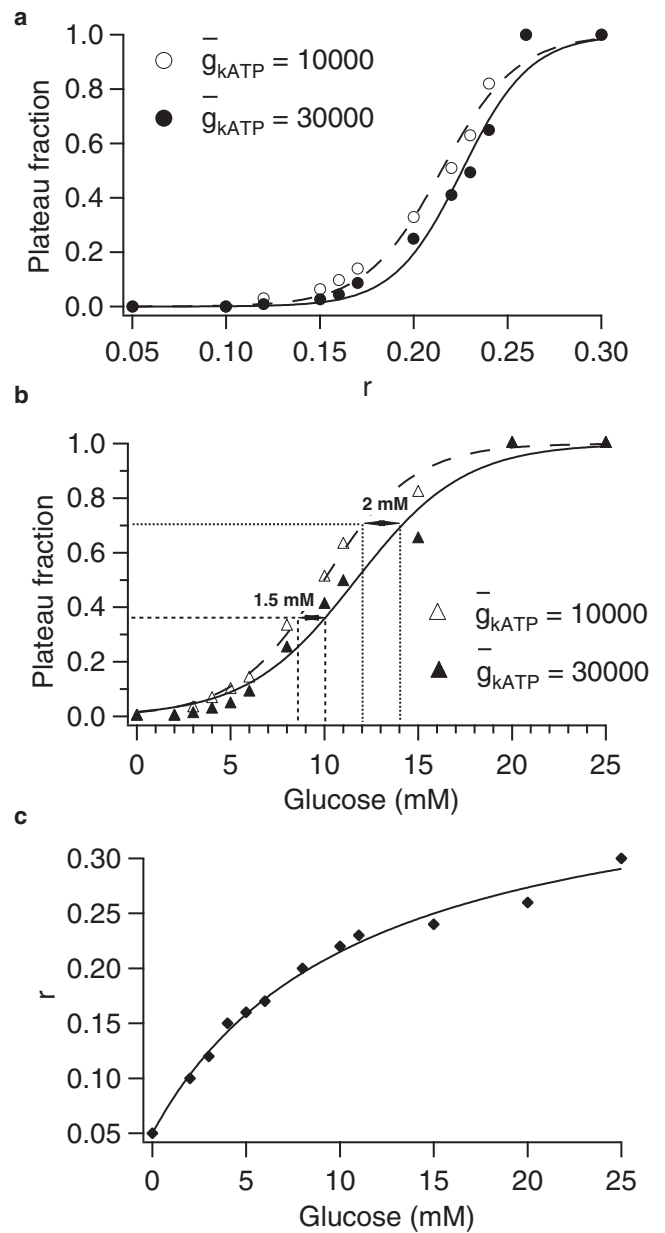 a
1.0
0.8
0.6
0.4
0.2
0.0
Plateau fraction
g̅kATP = 10000
g̅kATP = 30000
0.05 0.10 0.15 0.20 0.25 0.30
r
b
1.0
0.8
0.6
0.4
0.2
0.0
Plateau fraction
2 mM
1.5 mM
g̅kATP = 10000
g̅kATP = 30000
0 5 10 15 20 25
Glucose (mM)
c
0.30
0.25
0.20
0.15
0.10
0.05
r
0 5 10 15 20 25
Glucose (mM)